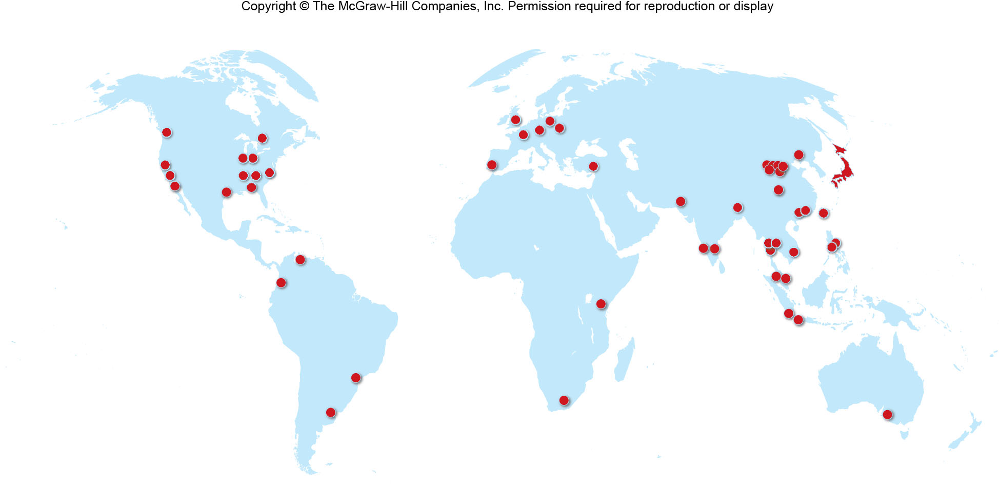 Copyright © The McGraw-Hill Companies, Inc. Permission required for reproduction or display